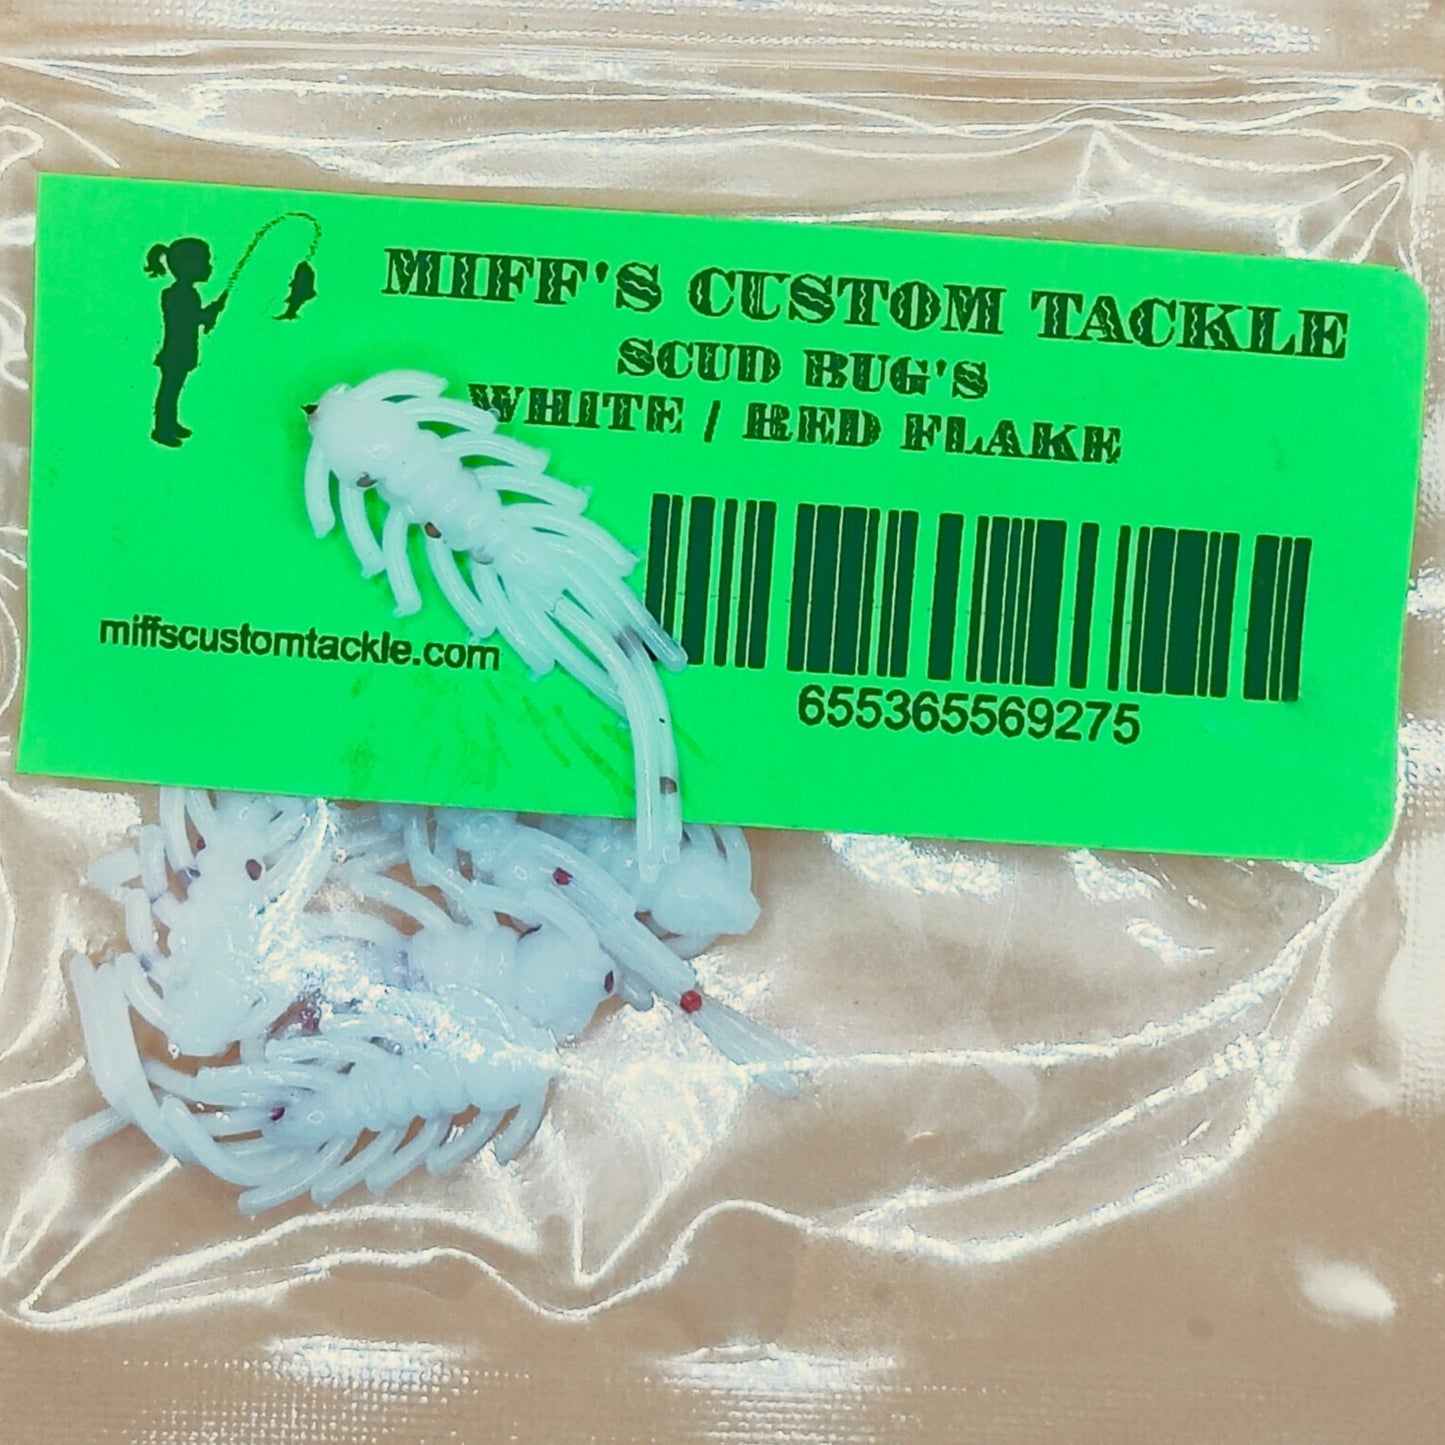 MIFF'S CUSTOM TACKLE
SCUD BUG'S
WHITE / RED FLAKE
miffscustomtackle.com
655365569275